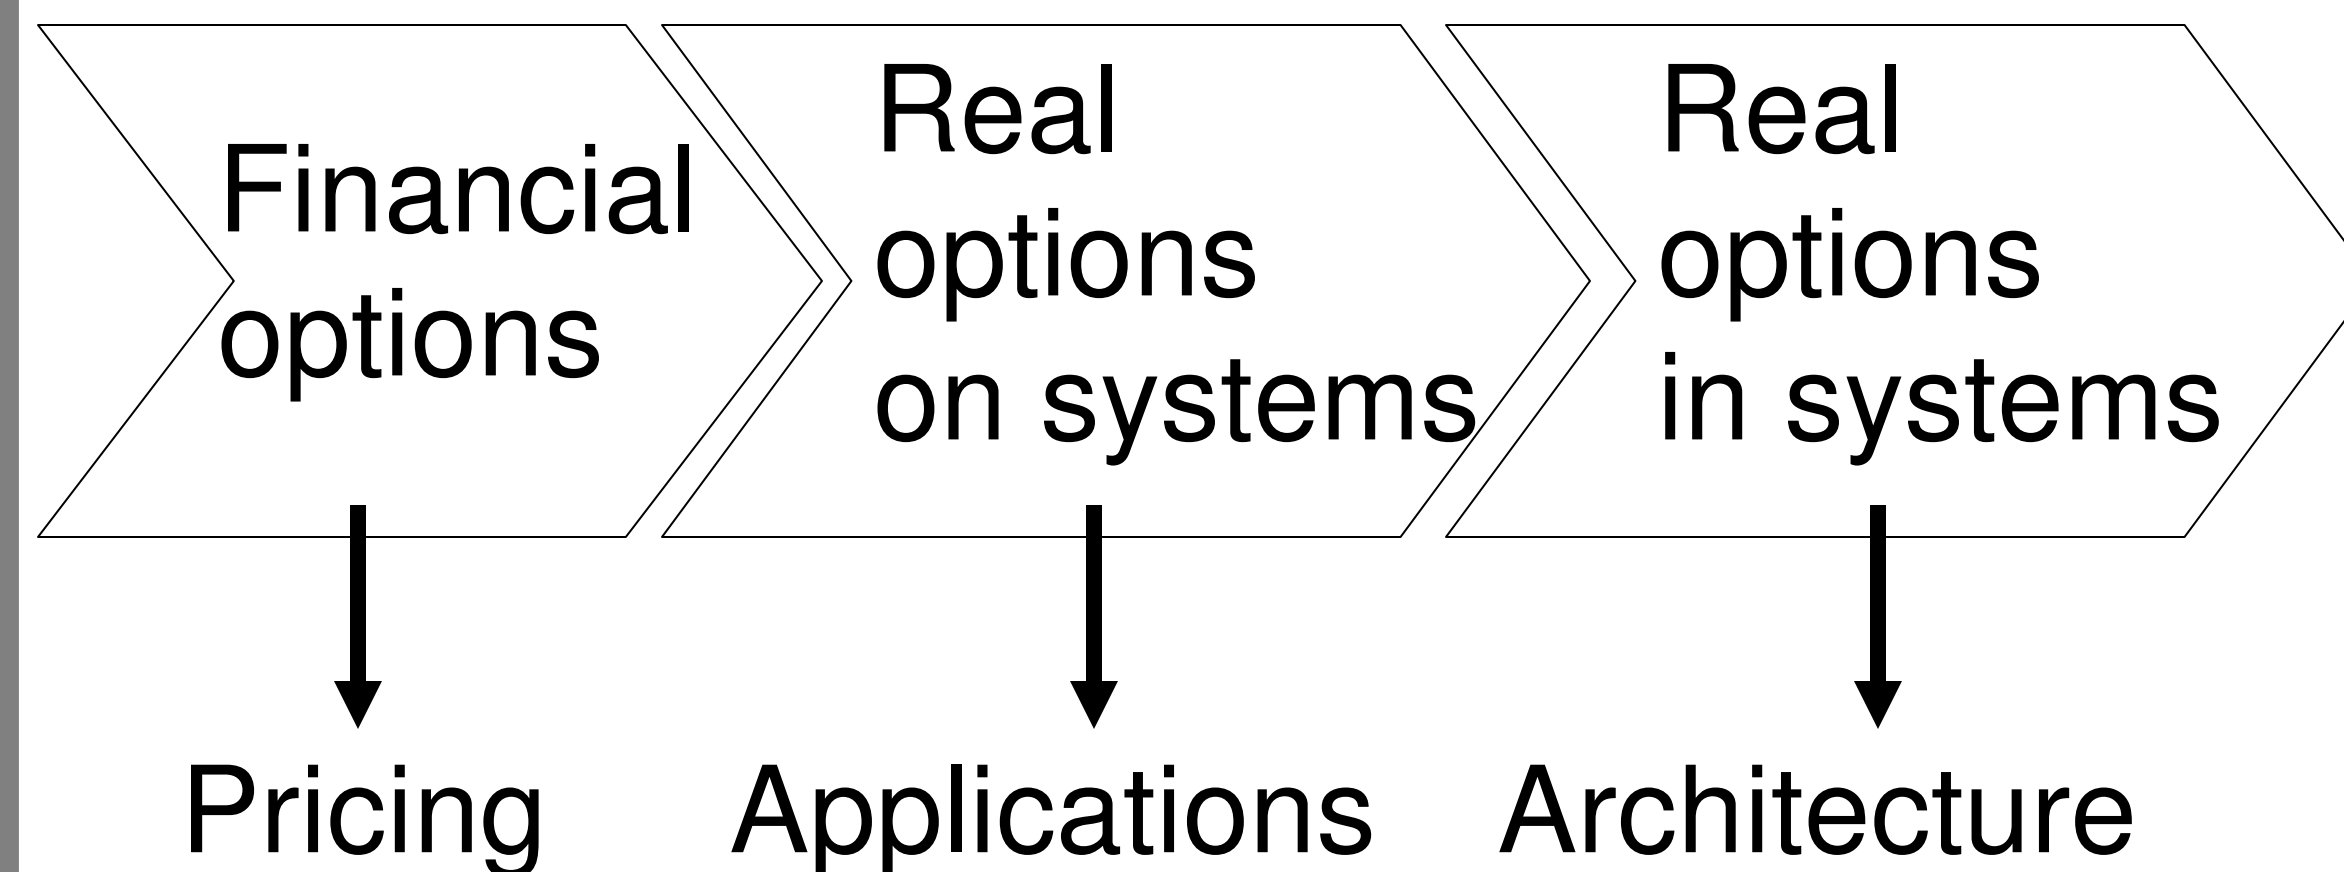 Financial
options
Real
options
on systems
Real
options
in systems
Pricing
Applications
Architecture